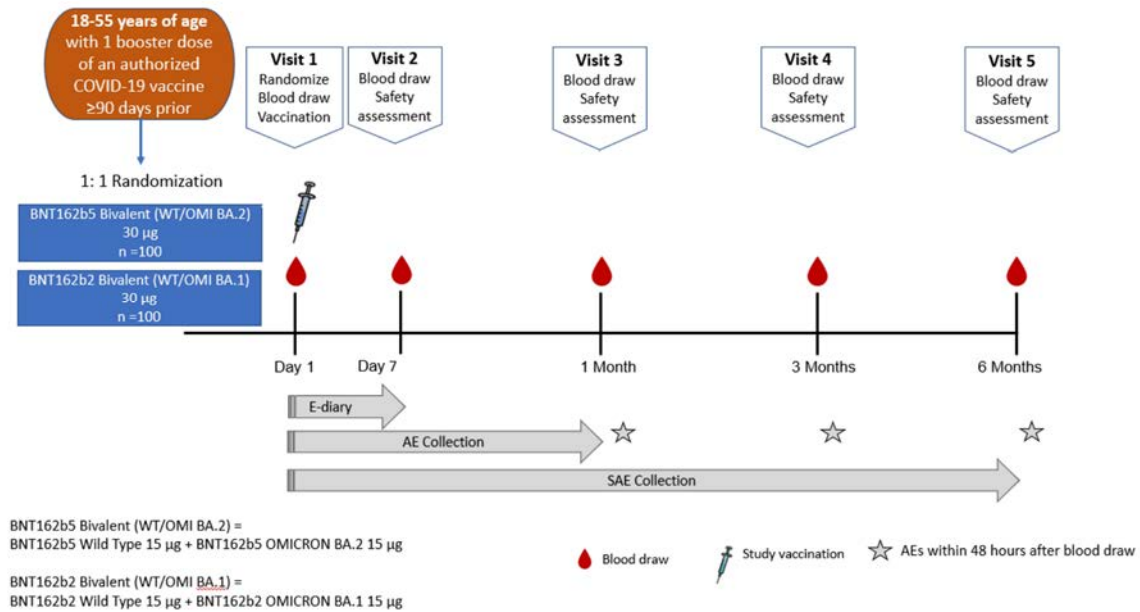 18-55 years of age
with 1 booster dose
of an authorized
COVID-19 vaccine
≥90 days prior
Visit 1
Randomize
Blood draw
Vaccination
Visit 2
Blood draw
Safety
assessment
Visit 3
Blood draw
Safety
assessment
Visit 4
Blood draw
Safety
assessment
Visit 5
Blood draw
Safety
assessment
1: 1 Randomization
BNT162b5 Bivalent (WT/OMI BA.2)
30 µg
n =100
BNT162b2 Bivalent (WT/OMI BA.1)
30 µg
n =100
Day 1
Day 7
1 Month
3 Months
6 Months
E-diary
AE Collection
SAE Collection
BNT162b5 Bivalent (WT/OMI BA.2) =
BNT162b5 Wild Type 15 µg + BNT162b5 OMICRON BA.2 15 µg
BNT162b2 Bivalent (WT/OMI BA.1) =
BNT162b2 Wild Type 15 µg + BNT162b2 OMICRON BA.1 15 µg
Blood draw
Study vaccination
AEs within 48 hours after blood draw